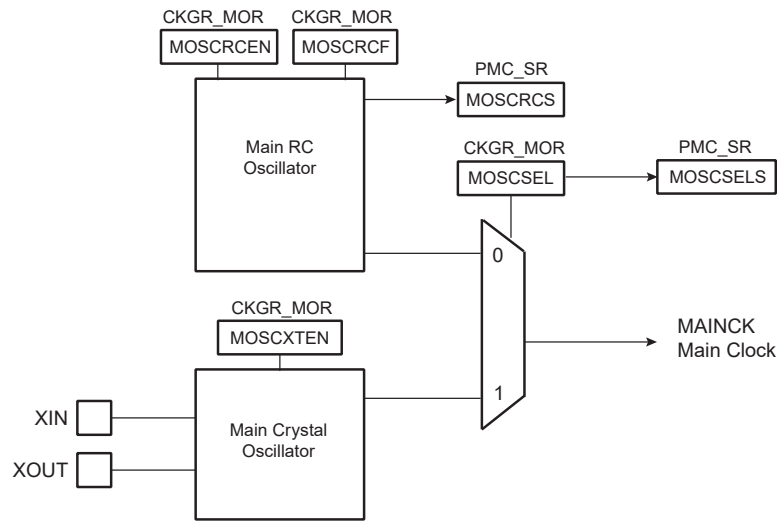 CKGR_MOR
MOSCRCEN
CKGR_MOR
MOSCRCF
PMC_SR
MOSCRCS
Main RC
Oscillator
CKGR_MOR
MOSCSEL
PMC_SR
MOSCSELS
0
CKGR_MOR
MOSCXTEN
MAINCK
Main Clock
1
XIN
Main Crystal
Oscillator
XOUT